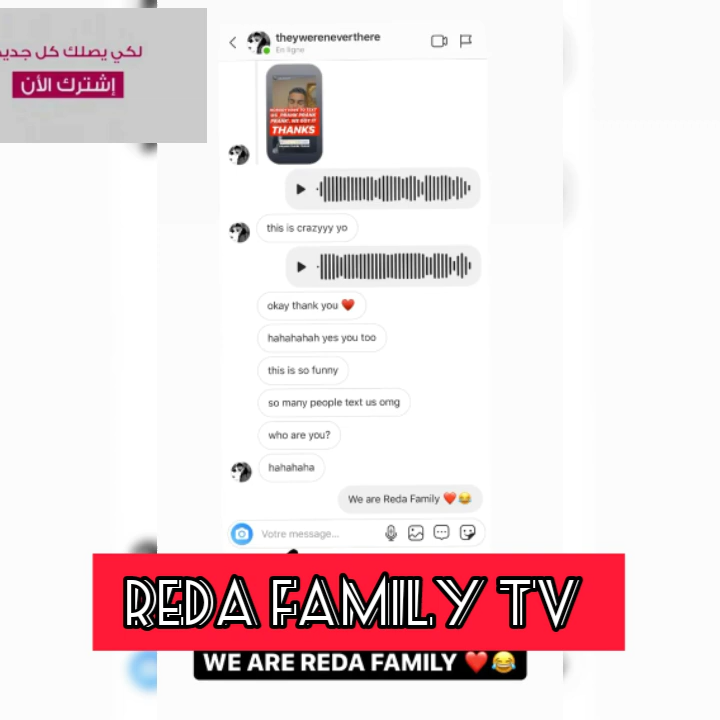 لكي يصلك كل جديد
إشترك الأن
theywereneverthere
En ligne
THANKS
this is crazyyy yo
okay thank you ❤️
hahahahah yes you too
this is so funny
so many people text us omg
who are you?
hahahaha
We are Reda Family ❤️😂
Votre message...
REDA FAMILY TV
WE ARE REDA FAMILY ❤️😂